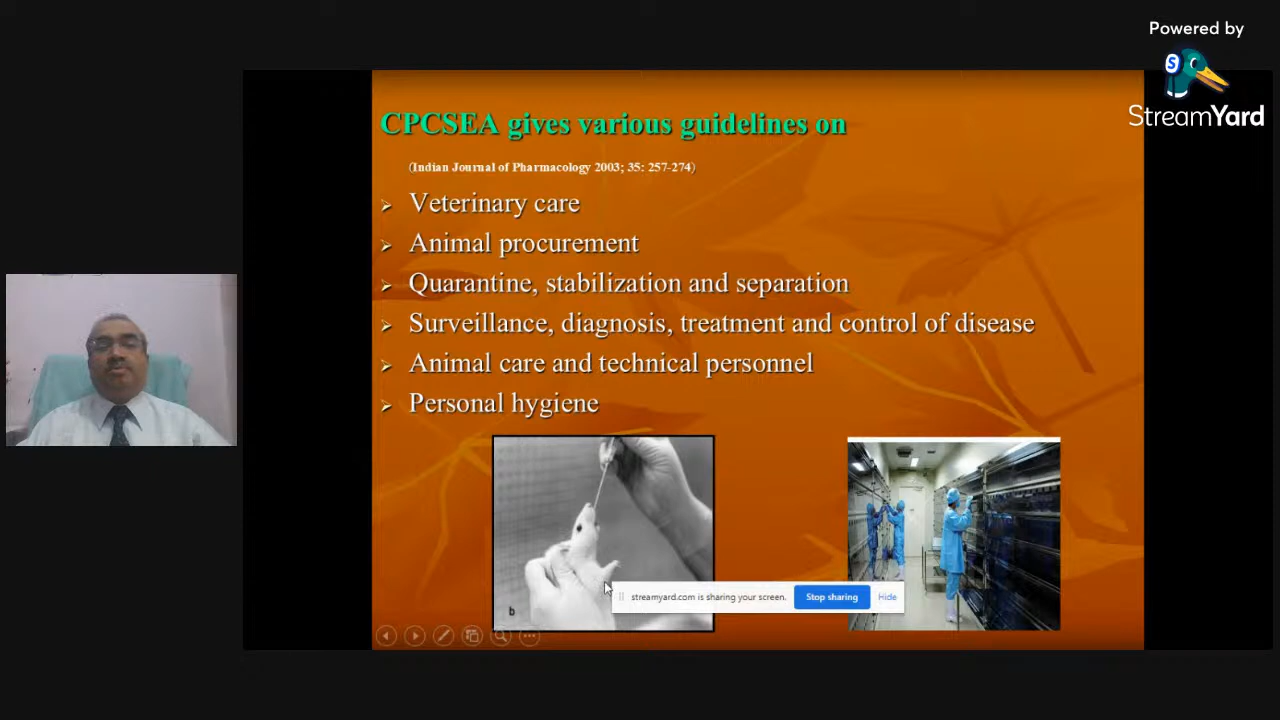 Powered by
StreamYard
CPCSEA gives various guidelines on
(Indian Journal of Pharmacology 2003; 35: 257-274)
Veterinary care
Animal procurement
Quarantine, stabilization and separation
Surveillance, diagnosis, treatment and control of disease
Animal care and technical personnel
Personal hygiene
b
streamyard.com is sharing your screen. Stop sharing Hide